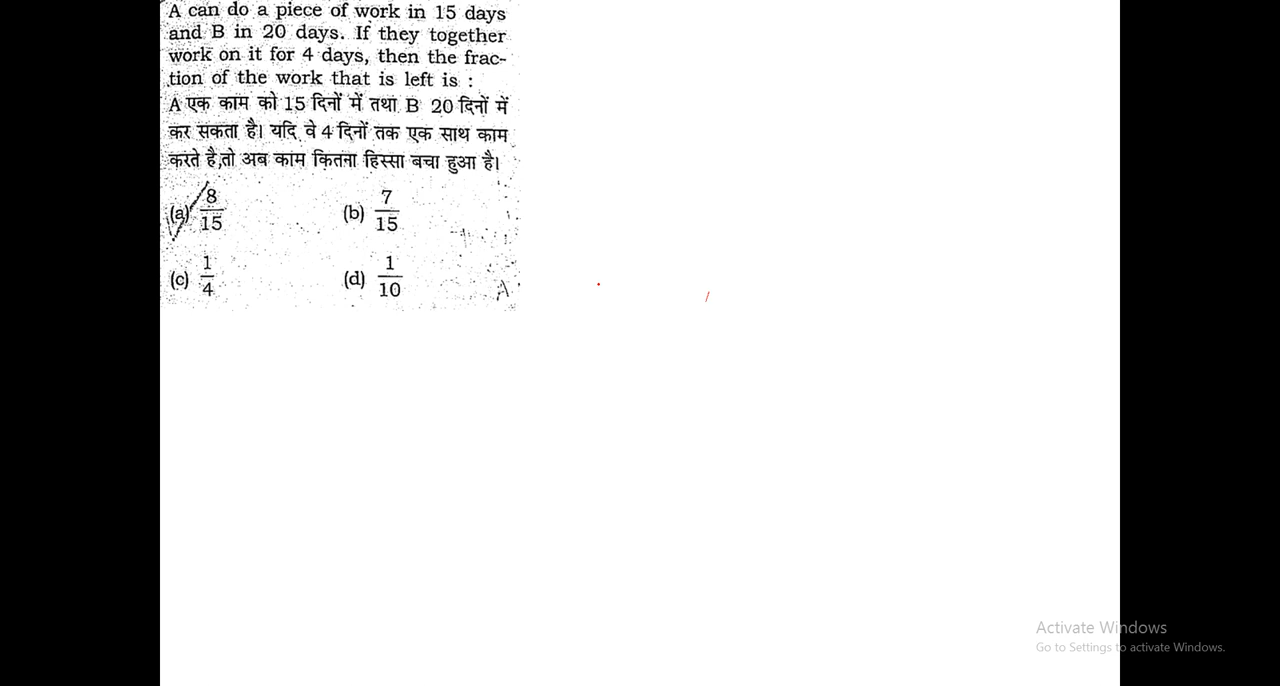 A can do a piece of work in 15 days
and B in 20 days. If they together
work on it for 4 days, then the frac-
tion of the work that is left is :
A एक काम को 15 दिनों में तथा B 20 दिनों में
कर सकता है। यदि वे 4 दिनों तक एक साथ काम
करते है,तो अब काम कितना हिस्सा बचा हुआ है।
(a) 8/15 (b) 7/15
(c) 1/4 (d) 1/10
Activate Windows
Go to Settings to activate Windows.